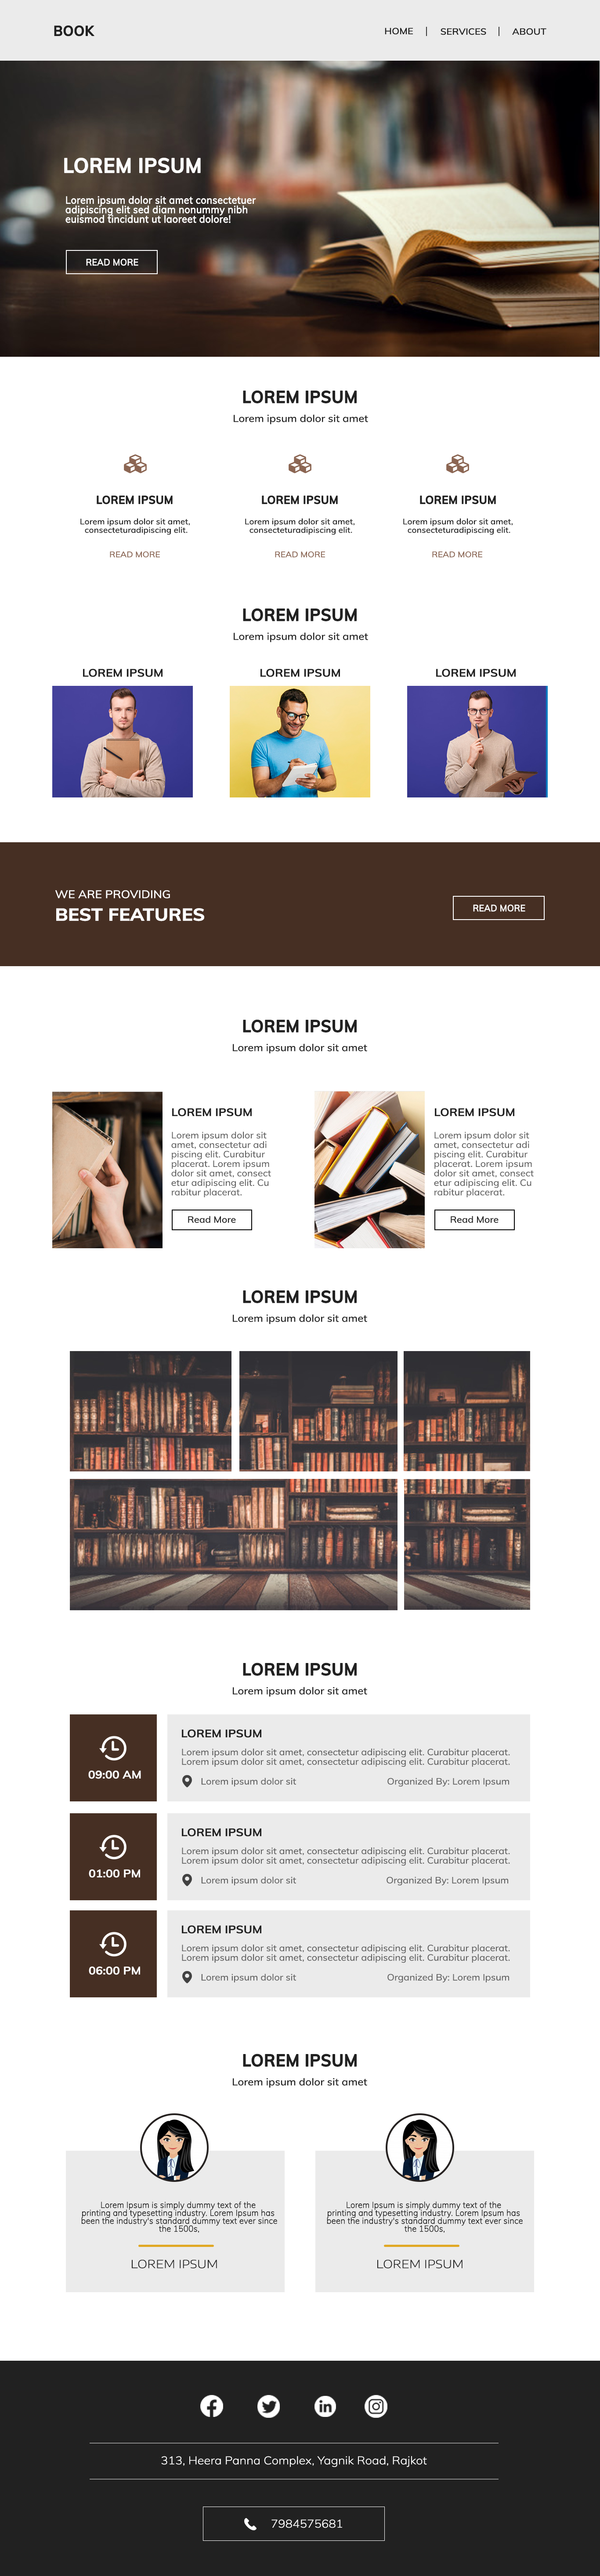 BOOK
HOME | SERVICES | ABOUT
LOREM IPSUM
Lorem ipsum dolor sit amet consectetuer
adipiscing elit sed diam nonummy nibh
euismod tincidunt ut laoreet dolore!
READ MORE
LOREM IPSUM
Lorem ipsum dolor sit amet
LOREM IPSUM
Lorem ipsum dolor sit amet,
consecteturadipiscing elit.
READ MORE
LOREM IPSUM
Lorem ipsum dolor sit amet,
consecteturadipiscing elit.
READ MORE
LOREM IPSUM
Lorem ipsum dolor sit amet,
consecteturadipiscing elit.
READ MORE
LOREM IPSUM
Lorem ipsum dolor sit amet
LOREM IPSUM
LOREM IPSUM
LOREM IPSUM
WE ARE PROVIDING
BEST FEATURES
READ MORE
LOREM IPSUM
Lorem ipsum dolor sit amet
LOREM IPSUM
Lorem ipsum dolor sit
amet, consectetur adi
piscing elit. Curabitur
placerat. Lorem ipsum
dolor sit amet, consect
etur adipiscing elit. Cu
rabitur placerat.
Read More
LOREM IPSUM
Lorem ipsum dolor sit
amet, consectetur adi
piscing elit. Curabitur
placerat. Lorem ipsum
dolor sit amet, consect
etur adipiscing elit. Cu
rabitur placerat.
Read More
LOREM IPSUM
Lorem ipsum dolor sit amet
LOREM IPSUM
Lorem ipsum dolor sit amet
09:00 AM
LOREM IPSUM
Lorem ipsum dolor sit amet, consectetur adipiscing elit. Curabitur placerat.
Lorem ipsum dolor sit amet, consectetur adipiscing elit. Curabitur placerat.
Lorem ipsum dolor sit
Organized By: Lorem Ipsum
01:00 PM
LOREM IPSUM
Lorem ipsum dolor sit amet, consectetur adipiscing elit. Curabitur placerat.
Lorem ipsum dolor sit amet, consectetur adipiscing elit. Curabitur placerat.
Lorem ipsum dolor sit
Organized By: Lorem Ipsum
06:00 PM
LOREM IPSUM
Lorem ipsum dolor sit amet, consectetur adipiscing elit. Curabitur placerat.
Lorem ipsum dolor sit amet, consectetur adipiscing elit. Curabitur placerat.
Lorem ipsum dolor sit
Organized By: Lorem Ipsum
LOREM IPSUM
Lorem ipsum dolor sit amet
Lorem Ipsum is simply dummy text of the
printing and typesetting industry. Lorem Ipsum has
been the industry's standard dummy text ever since
the 1500s,
LOREM IPSUM
Lorem Ipsum is simply dummy text of the
printing and typesetting industry. Lorem Ipsum has
been the industry's standard dummy text ever since
the 1500s,
LOREM IPSUM
313, Heera Panna Complex, Yagnik Road, Rajkot
7984575681